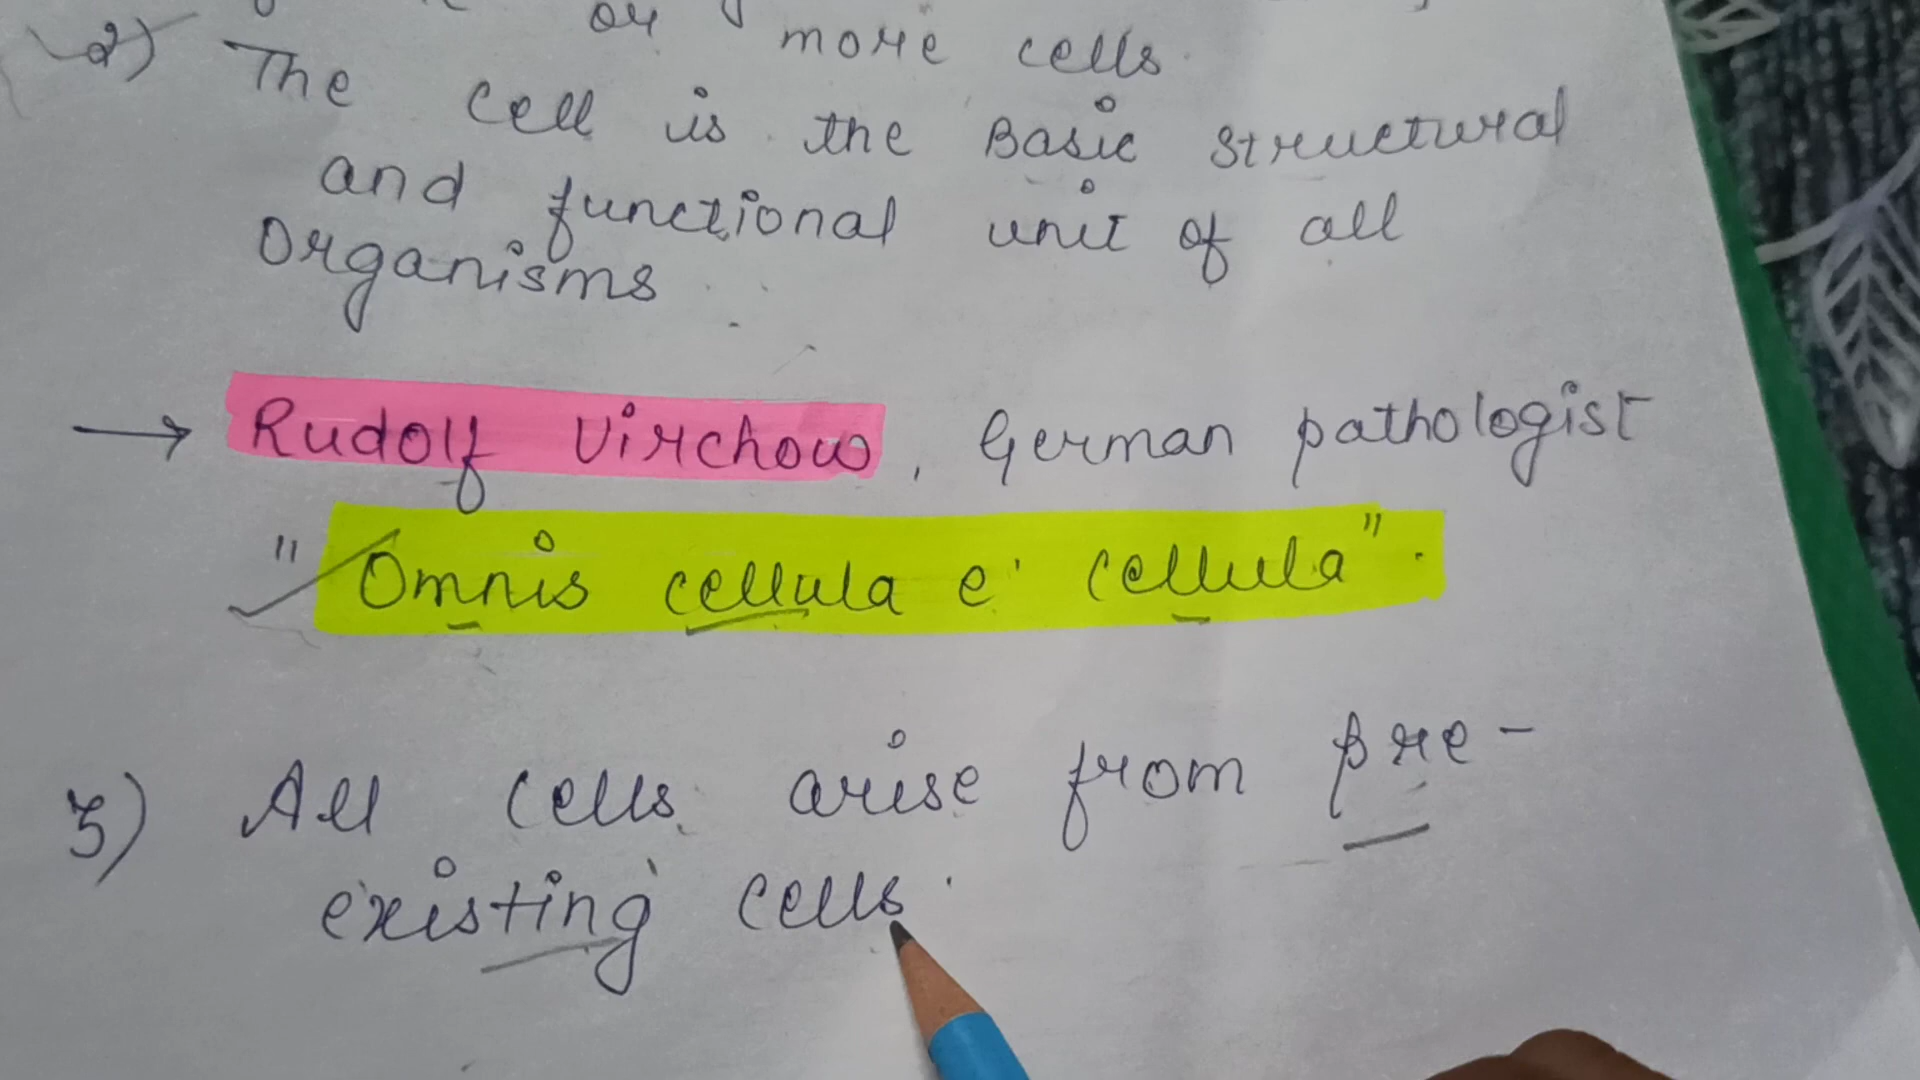 or more cells.
2) The cell is the Basic structural
and functional unit of all
Organisms
→ Rudolf Virchow, German pathologist
"Omnis cellula e cellula".
3) All cells arise from pre-
existing cells.